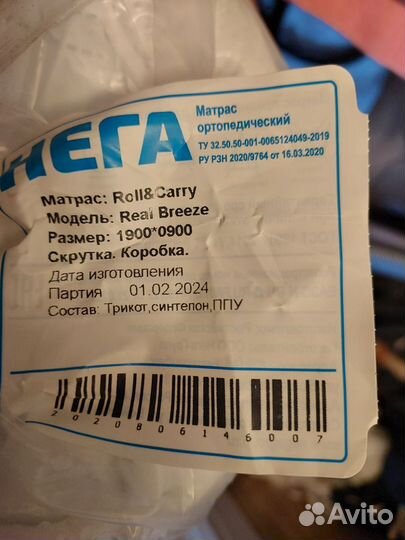 НЕГА
Матрас
ортопедический
ТУ 32.50.50-001-0065124049-2019
РУ РЗН 2020/9764 от 16.03.2020
Матрас: Roll&Carry
Модель: Real Breeze
Размер: 1900*0900
Скрутка. Коробка.
Дата изготовления
Партия 01.02 2024
Состав: Трикот,синтепон,ППУ
2020806146007
Avito